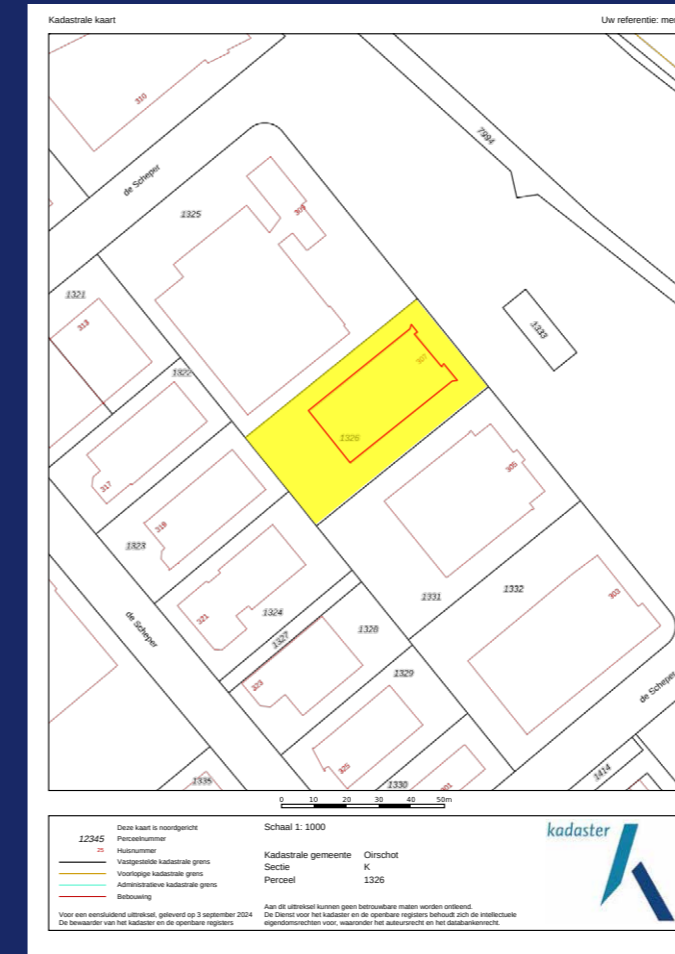 Kadastrale kaart
Uw referentie: me
310
7994
de Scheper
1325
309
1321
313
1333
307
1322
1326
305
317
319
1323
1331
1332
303
321
1324
1328
de Scheper
1327
1329
323
de Scheper
325
1335
1330
301
1414
0 10 20 30 40 50m
Deze kaart is noordgericht
12345 Perceelnummer
25 Huisnummer
Vastgestelde kadastrale grens
Voorlopige kadastrale grens
Administratieve kadastrale grens
Bebouwing
Voor een eensluidend uittreksel, geleverd op 3 september 2024
De bewaarder van het kadaster en de openbare registers
Schaal 1: 1000
Kadastrale gemeente Oirschot
Sectie K
Perceel 1326
Aan dit uittreksel kunnen geen betrouwbare maten worden ontleend.
De Dienst voor het kadaster en de openbare registers behoudt zich de intellectuele
eigendomsrechten voor, waaronder het auteursrecht en het databankenrecht.
kadaster